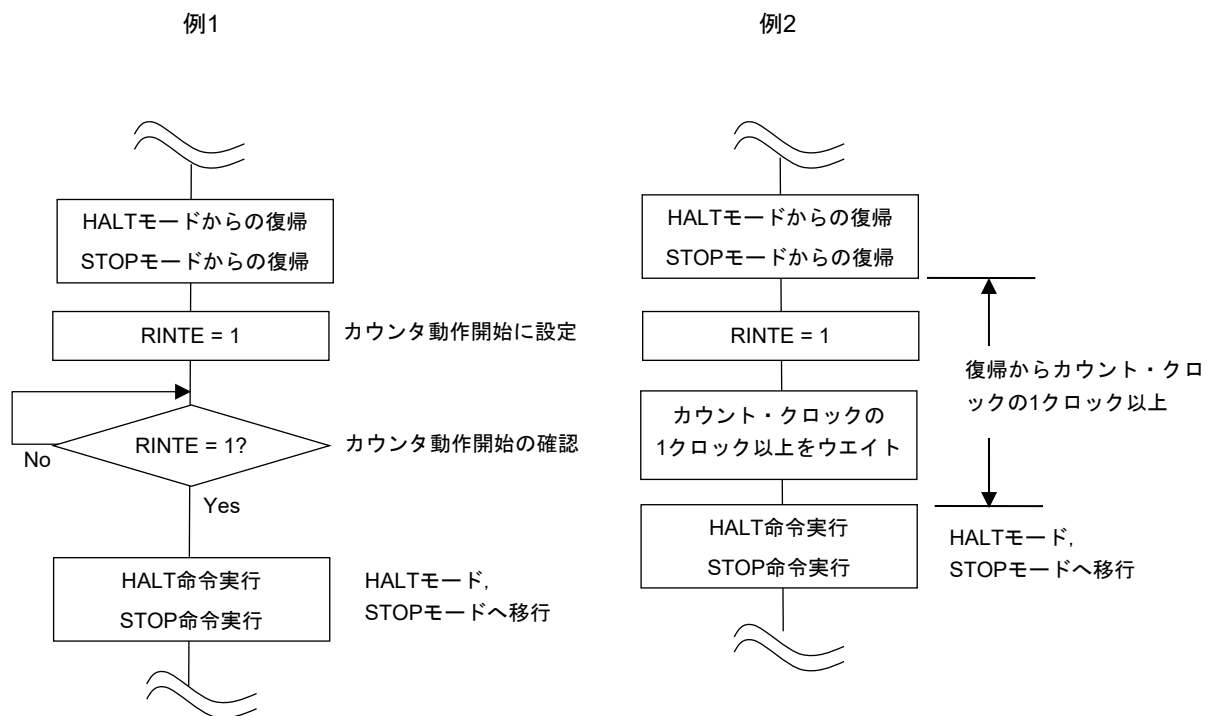 例1
HALTモードからの復帰
STOPモードからの復帰
RINTE = 1
カウンタ動作開始に設定
RINTE = 1?
カウンタ動作開始の確認
No
Yes
HALT命令実行
STOP命令実行
HALTモード,
STOPモードへ移行
例2
HALTモードからの復帰
STOPモードからの復帰
RINTE = 1
復帰からカウント・クロ
ックの1クロック以上
カウント・クロックの
1クロック以上をウエイト
HALT命令実行
STOP命令実行
HALTモード,
STOPモードへ移行